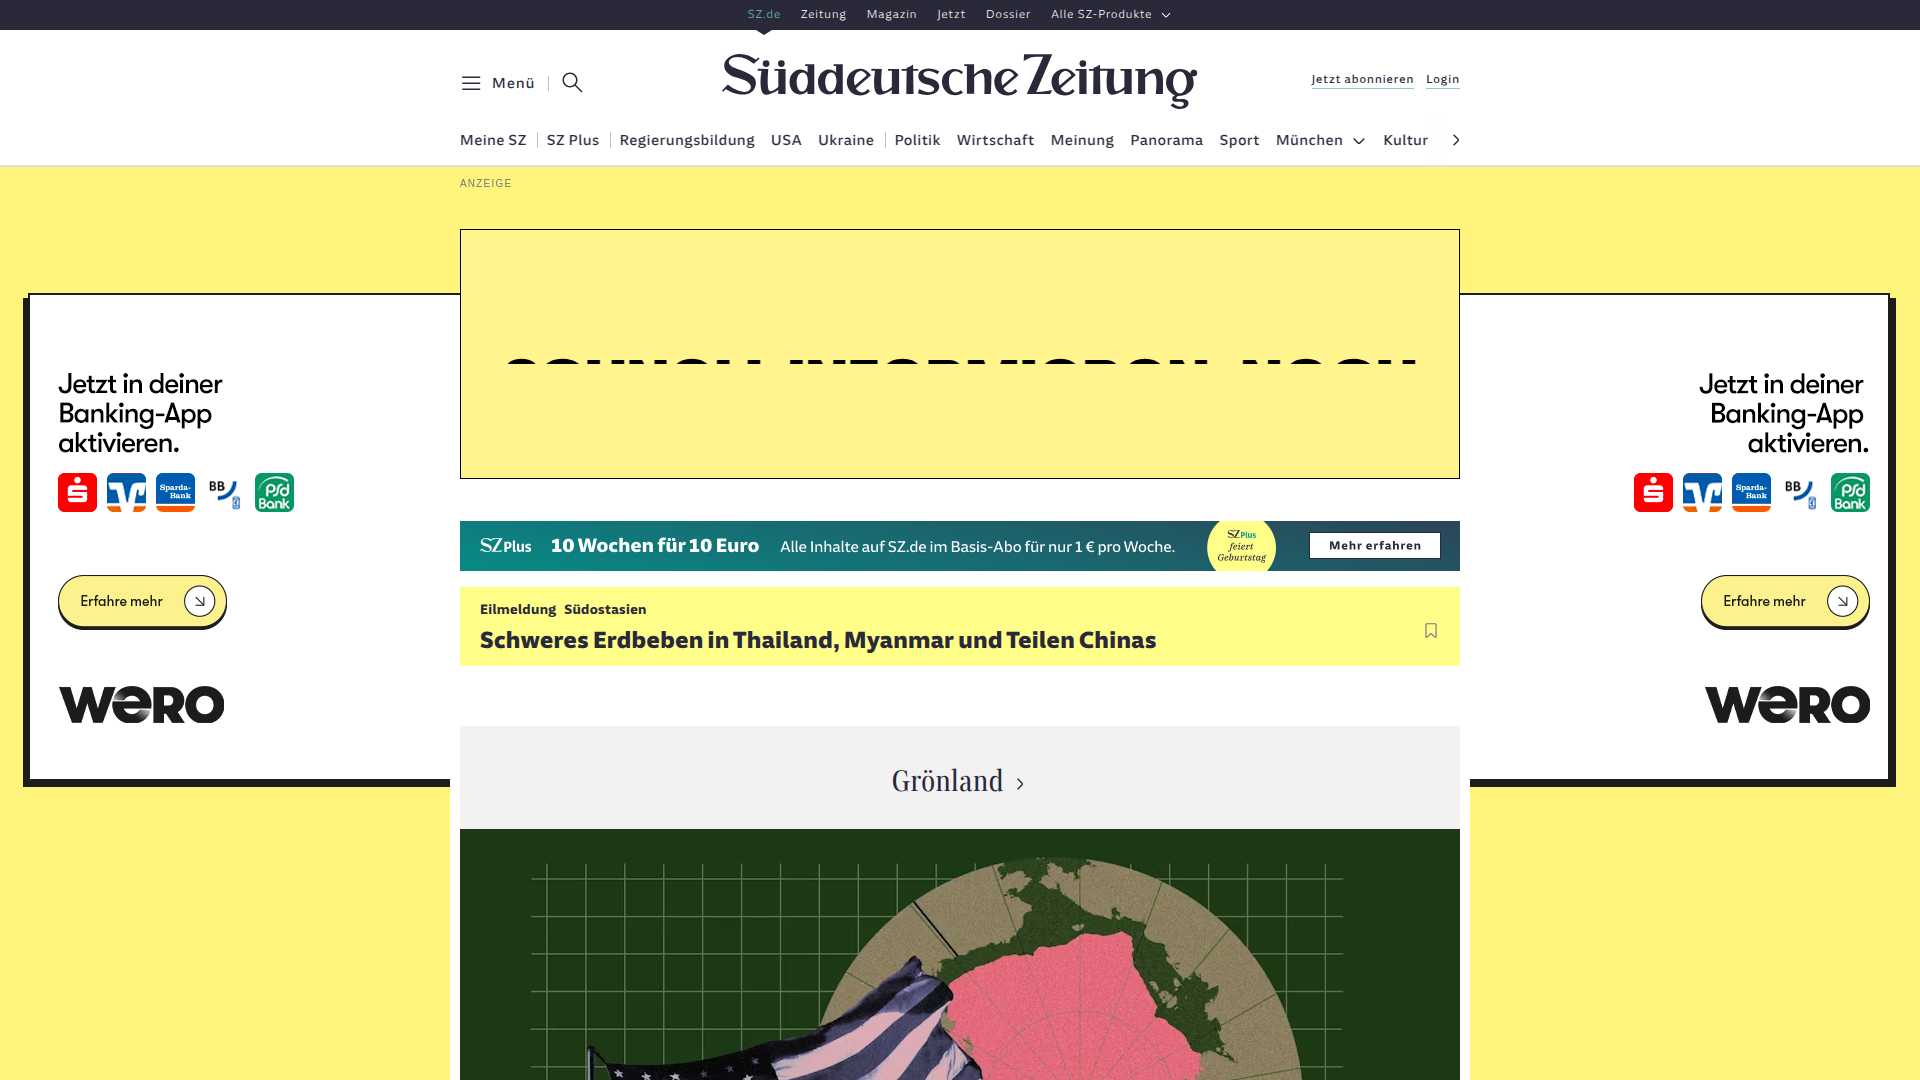 SZ.de Zeitung Magazin Jetzt Dossier Alle SZ-Produkte
Menü
Süddeutsche Zeitung
Jetzt abonnieren Login
Meine SZ SZ Plus Regierungsbildung USA Ukraine Politik Wirtschaft Meinung Panorama Sport München Kultur
ANZEIGE
Jetzt in deiner
Banking-App
aktivieren.
Sparda-
Bank
BB
psd
Bank
Erfahre mehr
wero
SZ Plus 10 Wochen für 10 Euro Alle Inhalte auf SZ.de im Basis-Abo für nur 1 € pro Woche.
SZ Plus
feiert
Geburtstag
Mehr erfahren
Eilmeldung Südostasien
Schweres Erdbeben in Thailand, Myanmar und Teilen Chinas
Grönland
Jetzt in deiner
Banking-App
aktivieren.
Sparda-
Bank
BB
psd
Bank
Erfahre mehr
wero